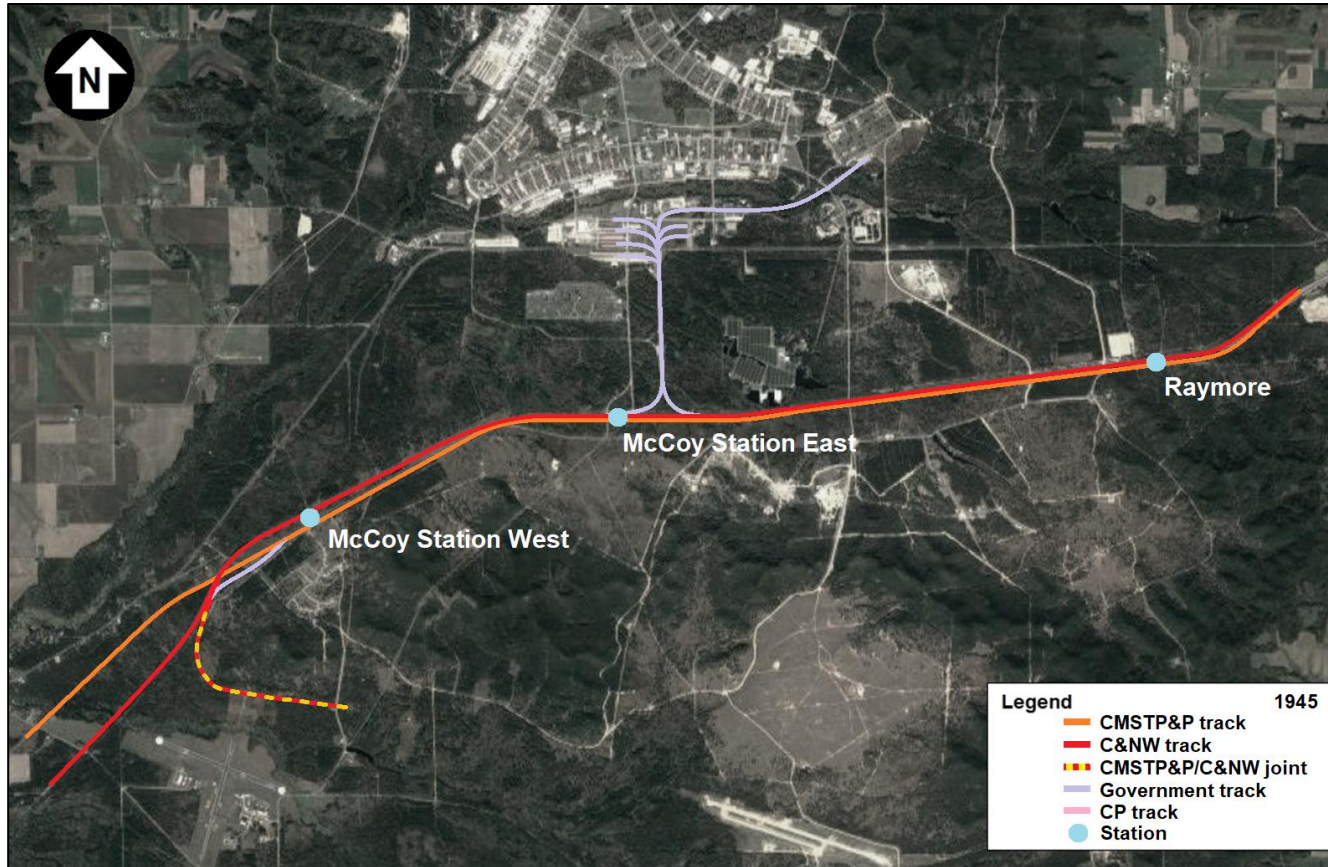 N
Raymore
McCoy Station East
McCoy Station West
Legend 1945
CMSTP&P track
C&NW track
CMSTP&P/C&NW joint
Government track
CP track
Station